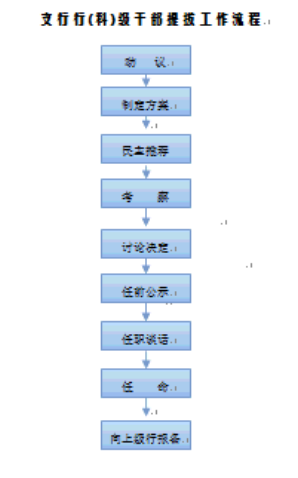 支行行(科)级干部提拔工作流程
动 议
制定方案
民主推荐
考 察
讨论决定
任前公示
任职谈话
任 命
向上级行报备